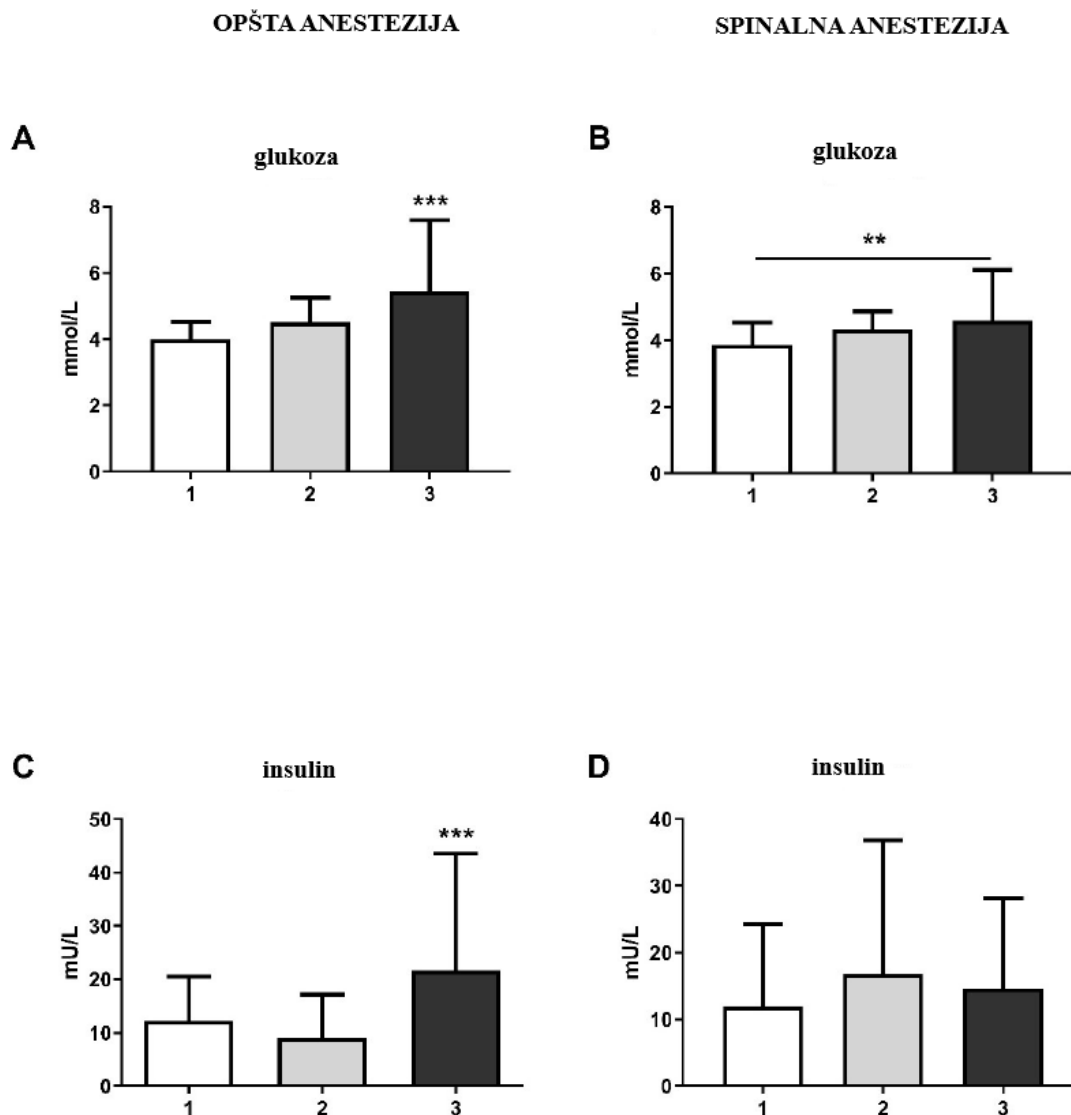 OPŠTA ANESTEZIJA
SPINALNA ANESTEZIJA
A
glukoza
8
6
4
2
0
mmol/L
***
1 2 3
B
glukoza
8
6
4
2
0
mmol/L
**
1 2 3
C
insulin
50
40
30
20
10
0
mU/L
***
1 2 3
D
insulin
40
30
20
10
0
mU/L
1 2 3